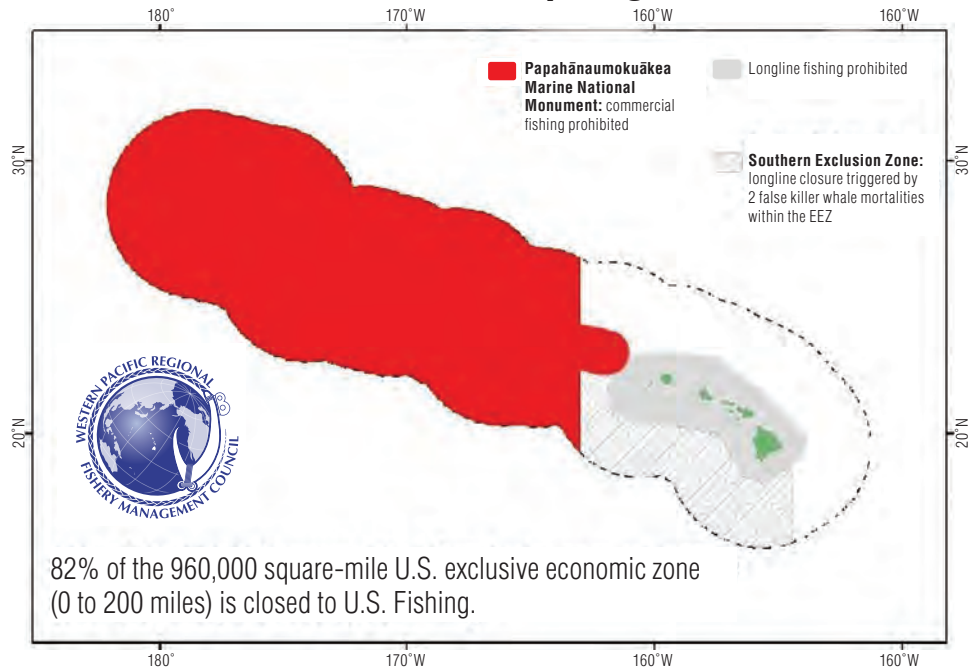 180°
170°W
160°W
160°W
Papahānaumokuākea
Marine National
Monument: commercial
fishing prohibited
Longline fishing prohibited
Southern Exclusion Zone:
longline closure triggered by
2 false killer whale mortalities
within the EEZ
30°N
30°N
20°N
20°N
WESTERN PACIFIC REGIONAL
FISHERY MANAGEMENT COUNCIL
82% of the 960,000 square-mile U.S. exclusive economic zone
(0 to 200 miles) is closed to U.S. Fishing.
180°
170°W
160°W
160°W